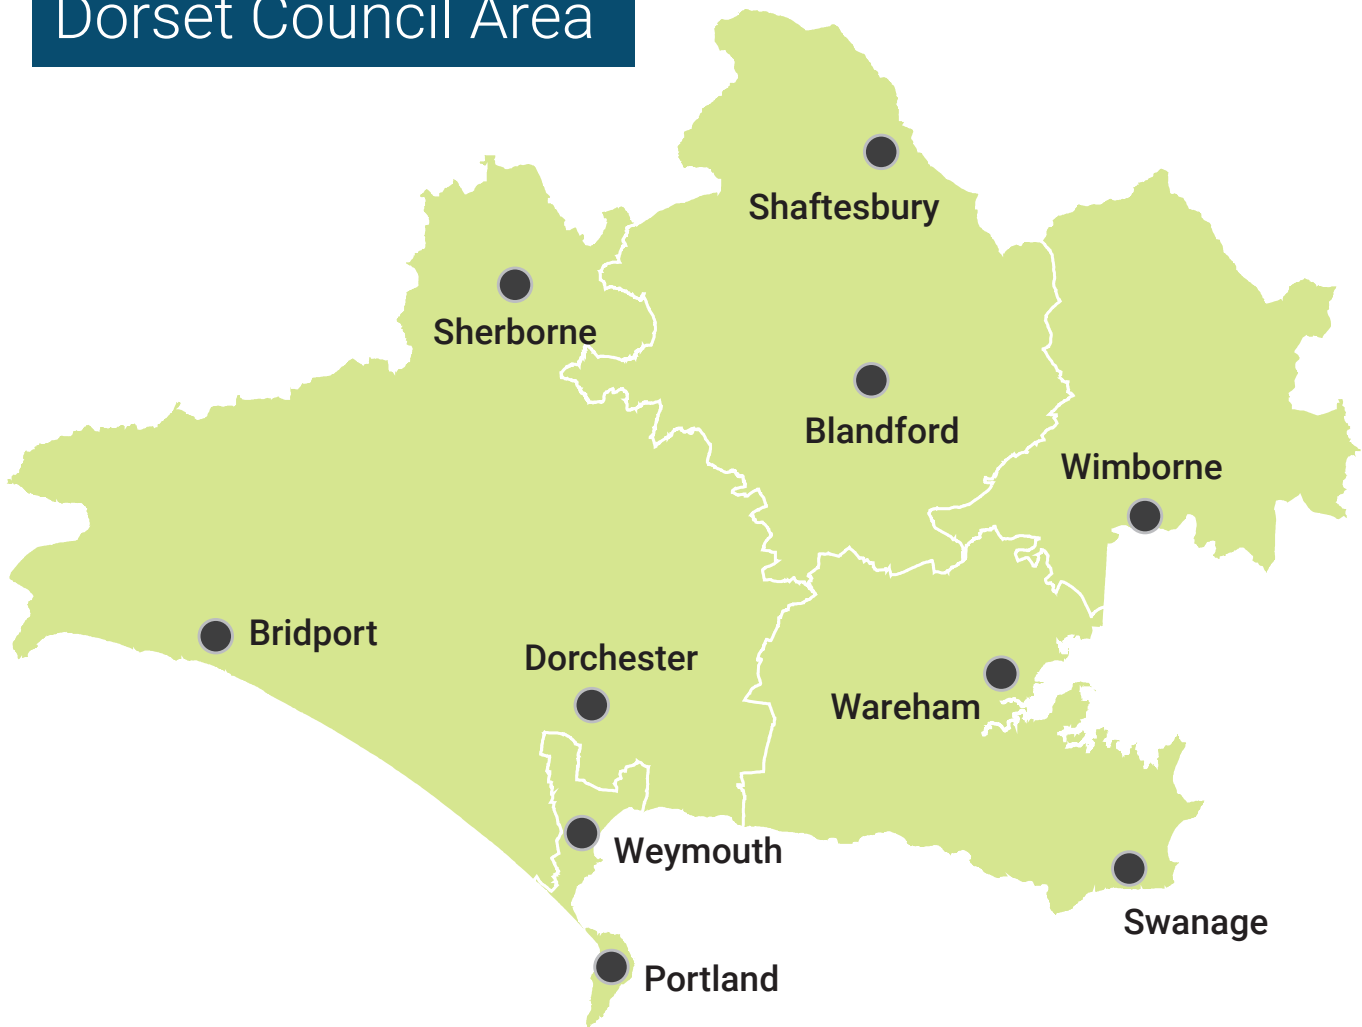 Dorset Council Area
Shaftesbury
Sherborne
Blandford
Wimborne
Bridport
Dorchester
Wareham
Weymouth
Swanage
Portland